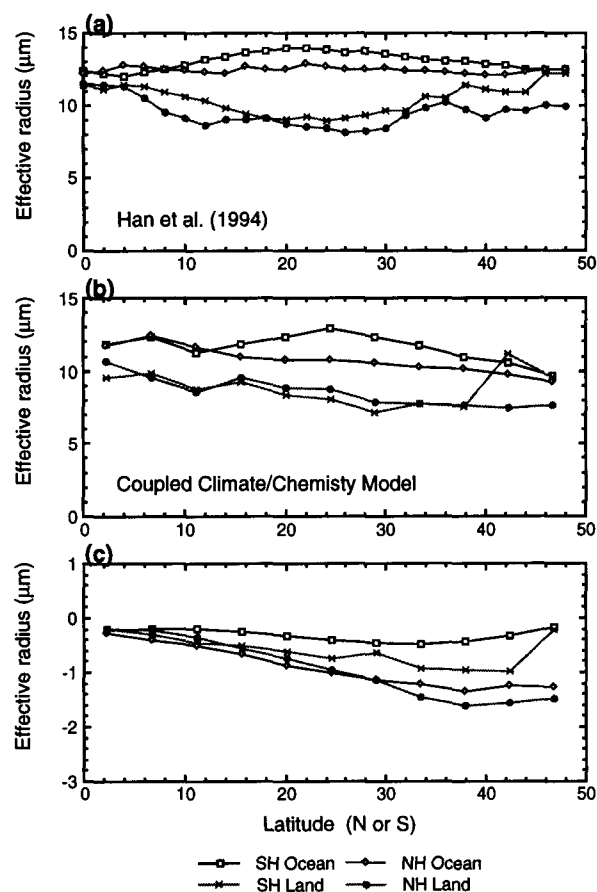 (a)
15
10
5
0
Effective radius (µm)
Han et al. (1994)
0 10 20 30 40 50
(b)
15
10
5
0
Effective radius (µm)
Coupled Climate/Chemisty Model
0 10 20 30 40 50
(c)
1
0
-1
-2
-3
Effective radius (µm)
0 10 20 30 40 50
Latitude (N or S)
SH Ocean NH Ocean
SH Land NH Land